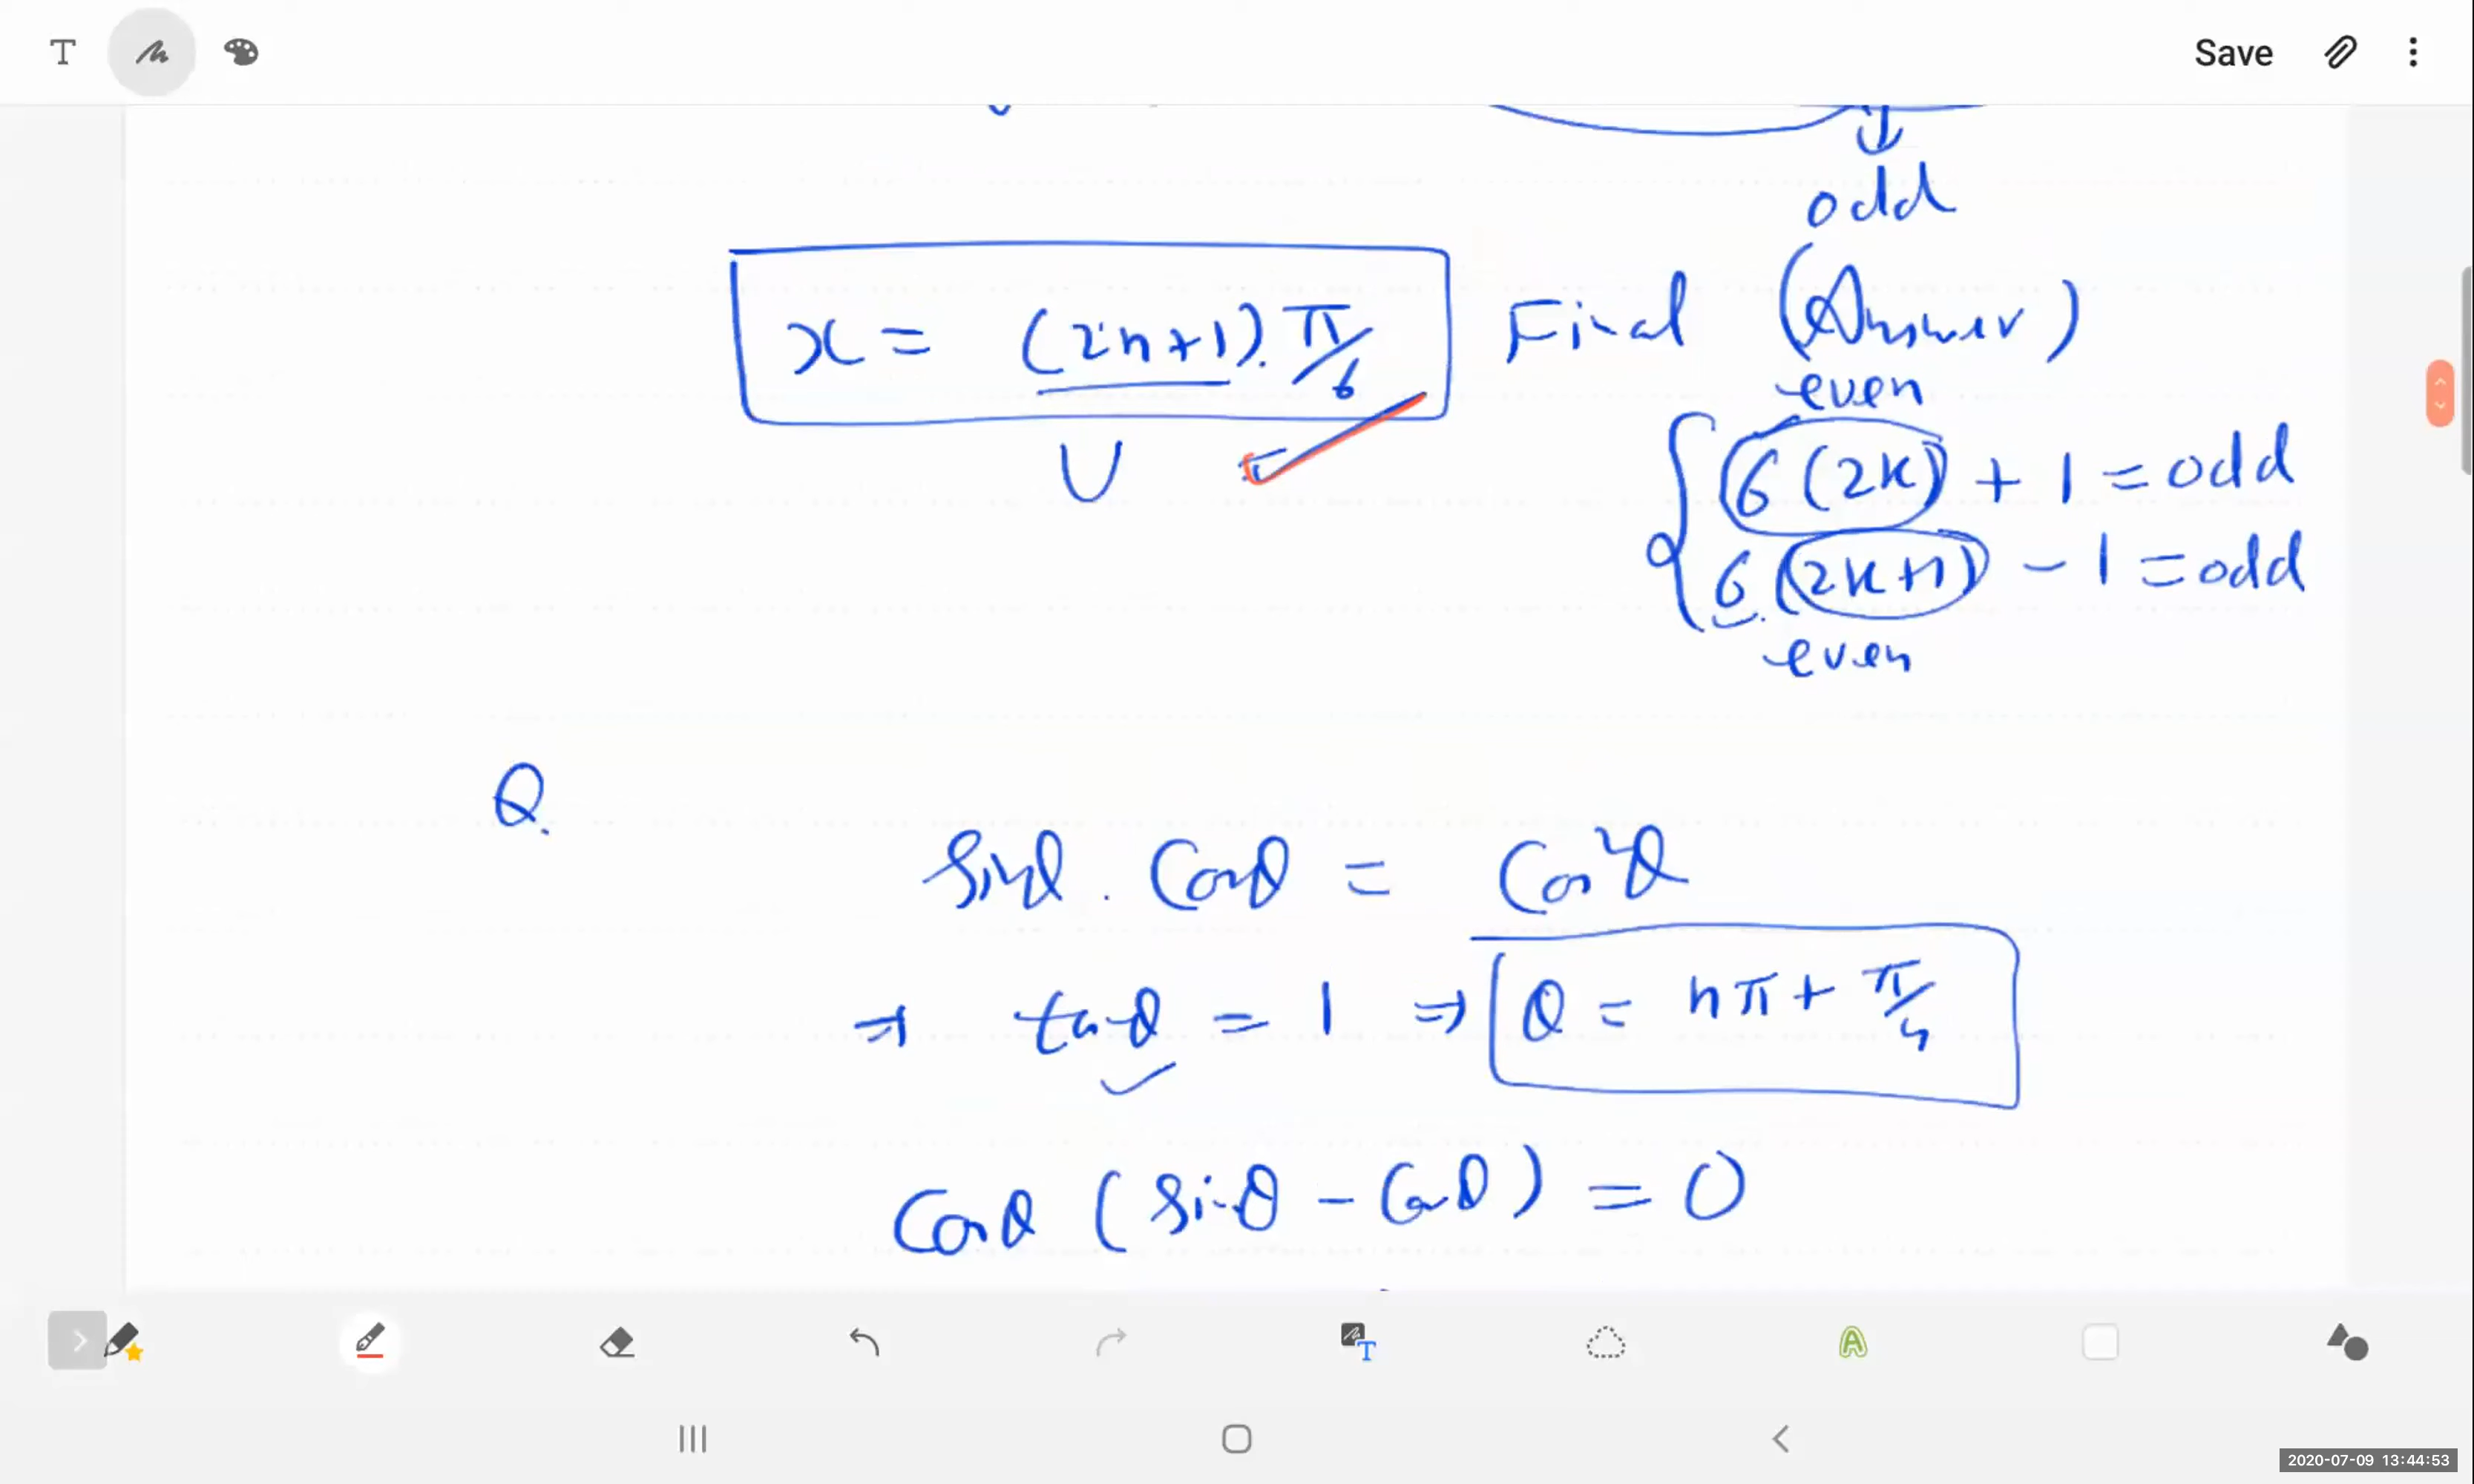 T
Save
odd
x = (2n+1).π/6 Final (Answer)
even
6(2k) + 1 = odd
6.(2k+1) - 1 = odd
even
Q.
Sinθ . Cosθ = Cos²θ
⇒ tanθ = 1 ⇒ θ = nπ + π/4
Cosθ (Sinθ - Cosθ) = 0
2020-07-09 13:44:53